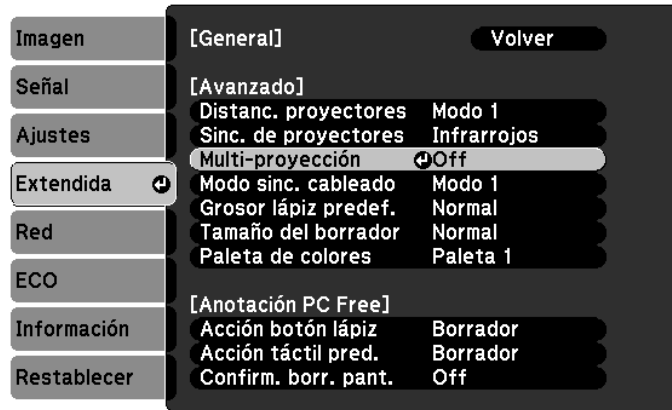 Imagen
Señal
Ajustes
Extendida
Red
ECO
Información
Restablecer
[General] Volver
[Avanzado]
Distanc. proyectores Modo 1
Sinc. de proyectores Infrarrojos
Multi-proyección Off
Modo sinc. cableado Modo 1
Grosor lápiz predef. Normal
Tamaño del borrador Normal
Paleta de colores Paleta 1
[Anotación PC Free]
Acción botón lápiz Borrador
Acción táctil pred. Borrador
Confirm. borr. pant. Off